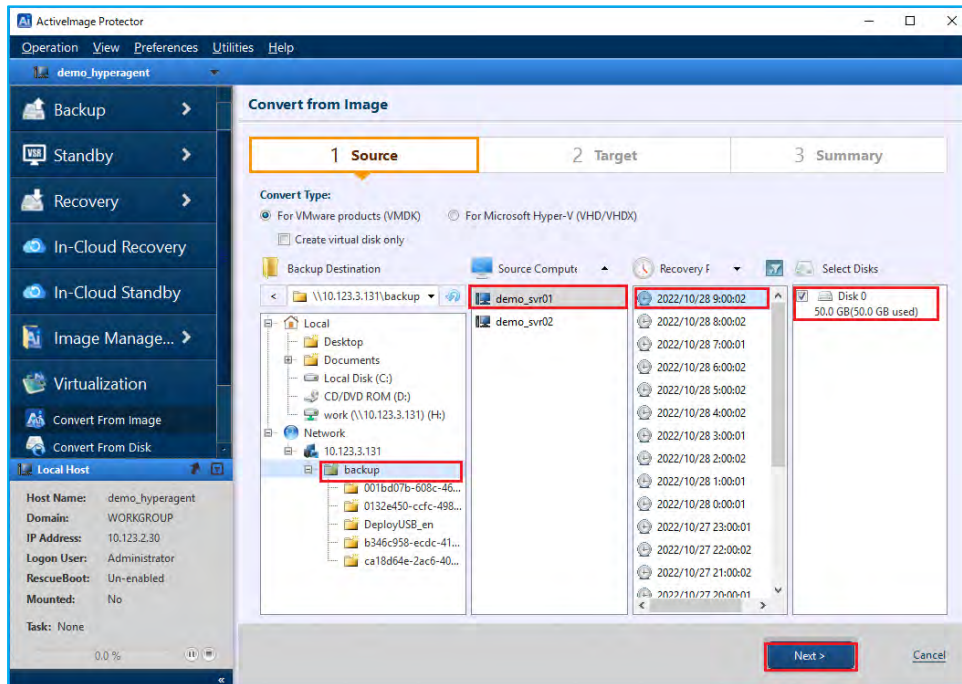 Ai ActiveImage Protector
Operation View Preferences Utilities Help
demo_hyperagent
Backup
Standby
Recovery
In-Cloud Recovery
In-Cloud Standby
Image Manage...
Virtualization
Convert From Image
Convert From Disk
Local Host
Host Name: demo_hyperagent
Domain: WORKGROUP
IP Address: 10.123.2.30
Logon User: Administrator
RescueBoot: Un-enabled
Mounted: No
Task: None
0.0 %
«
Convert from Image
1 Source
2 Target
3 Summary
Convert Type:
For VMware products (VMDK)
For Microsoft Hyper-V (VHD/VHDX)
Create virtual disk only
Backup Destination
< \\10.123.3.131\backup
Local
Desktop
Documents
Local Disk (C:)
CD/DVD ROM (D:)
work (\\10.123.3.131) (H:)
Network
10.123.3.131
backup
001bd07b-608c-46...
0132e450-ccfc-498...
DeployUSB_en
b346c958-ecdc-41...
ca18d64e-2ac6-40...
Source Compute
demo_svr01
demo_svr02
Recovery F
2022/10/28 9:00:02
2022/10/28 8:00:02
2022/10/28 7:00:01
2022/10/28 6:00:02
2022/10/28 5:00:02
2022/10/28 4:00:02
2022/10/28 3:00:01
2022/10/28 2:00:02
2022/10/28 1:00:01
2022/10/28 0:00:01
2022/10/27 23:00:01
2022/10/27 22:00:02
2022/10/27 21:00:02
2022/10/27 20:00:01
Select Disks
Disk 0
50.0 GB(50.0 GB used)
Next >
Cancel